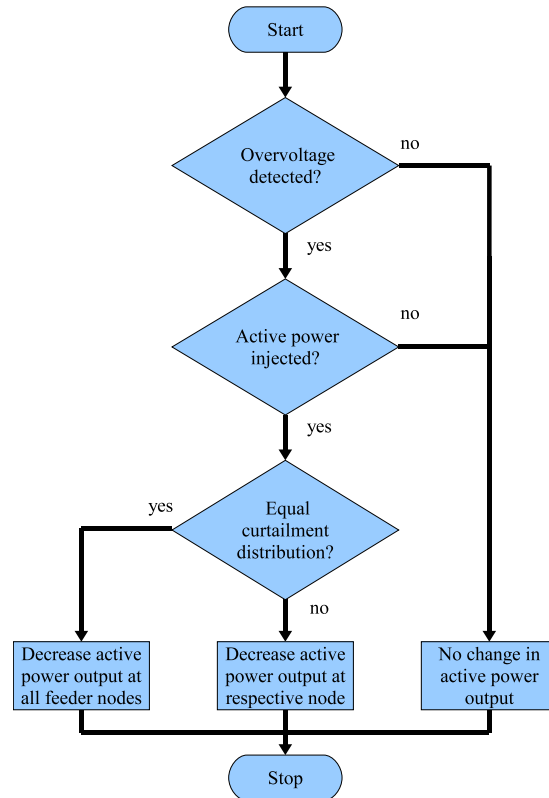 Start
Overvoltage
detected?
no
yes
Active power
injected?
no
yes
Equal
curtailment
distribution?
yes
no
Decrease active
power output at
all feeder nodes
Decrease active
power output at
respective node
No change in
active power
output
Stop